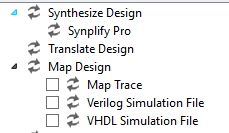 Synthesize Design
Synplify Pro
Translate Design
Map Design
Map Trace
Verilog Simulation File
VHDL Simulation File